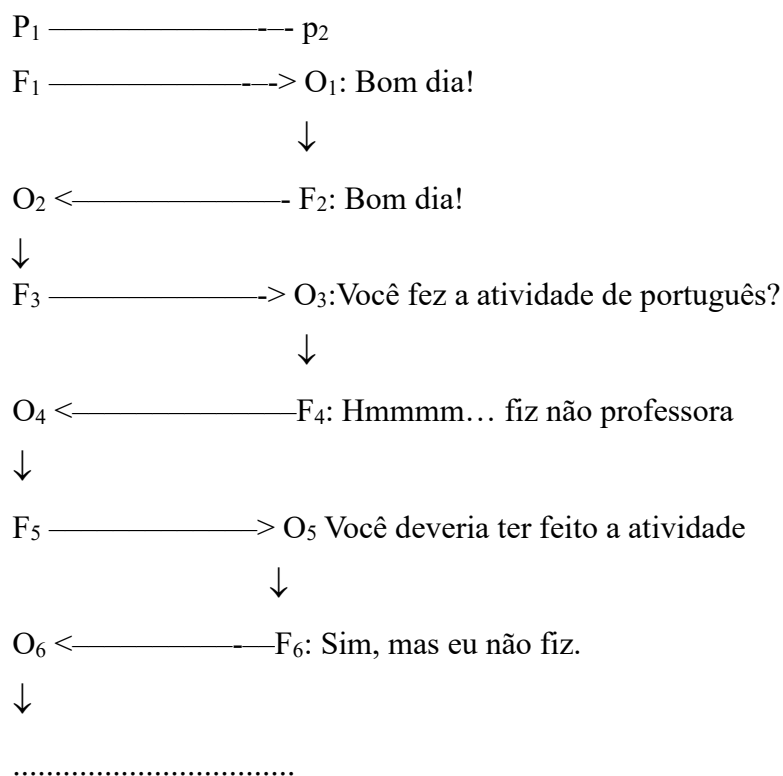 P₁ ———————--- p₂
F₁ ———————---> O₁: Bom dia!
↓
O₂ <———————- F₂: Bom dia!
↓
F₃ ———————-> O₃:Você fez a atividade de português?
↓
O₄ <———————F₄: Hmmmm… fiz não professora
↓
F₅ ———————> O₅ Você deveria ter feito a atividade
↓
O₆ <—————-—F₆: Sim, mas eu não fiz.
↓
..................................